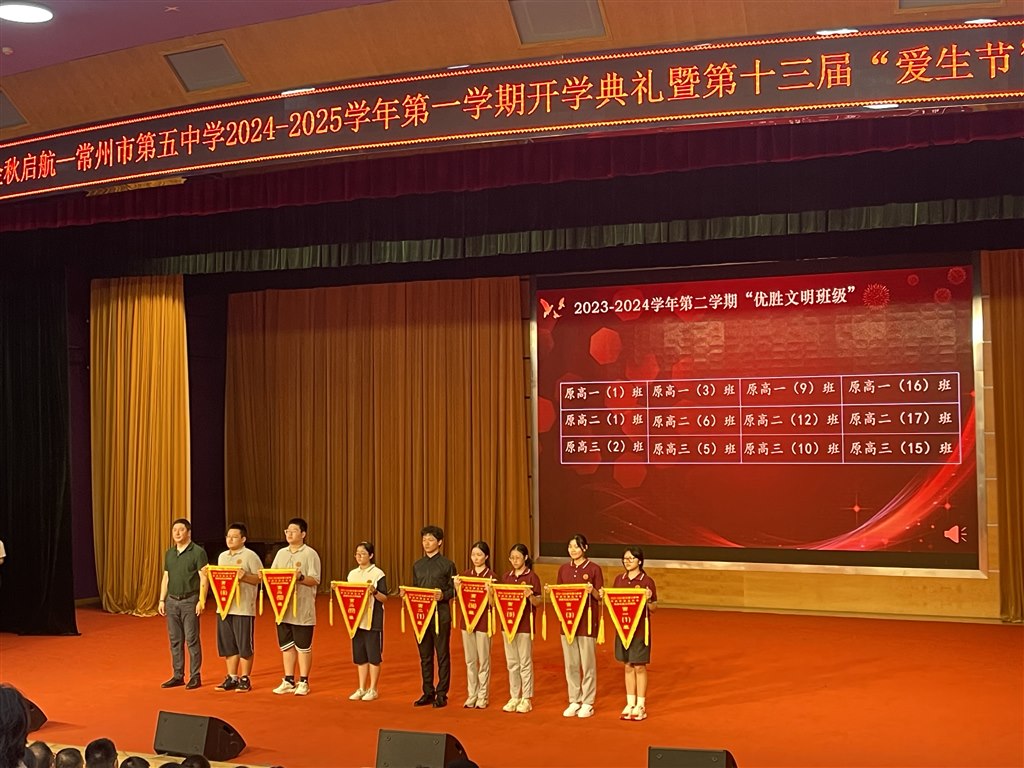 秋启航—常州市第五中学2024-2025学年第一学期开学典礼暨第十三届“爱生节”
2023-2024学年第二学期“优胜文明班级”
原高一（1）班 原高一（3）班 原高一（9）班 原高一（16）班
原高二（1）班 原高二（6）班 原高二（12）班 原高二（17）班
原高三（2）班 原高三（5）班 原高三（10）班 原高三（15）班